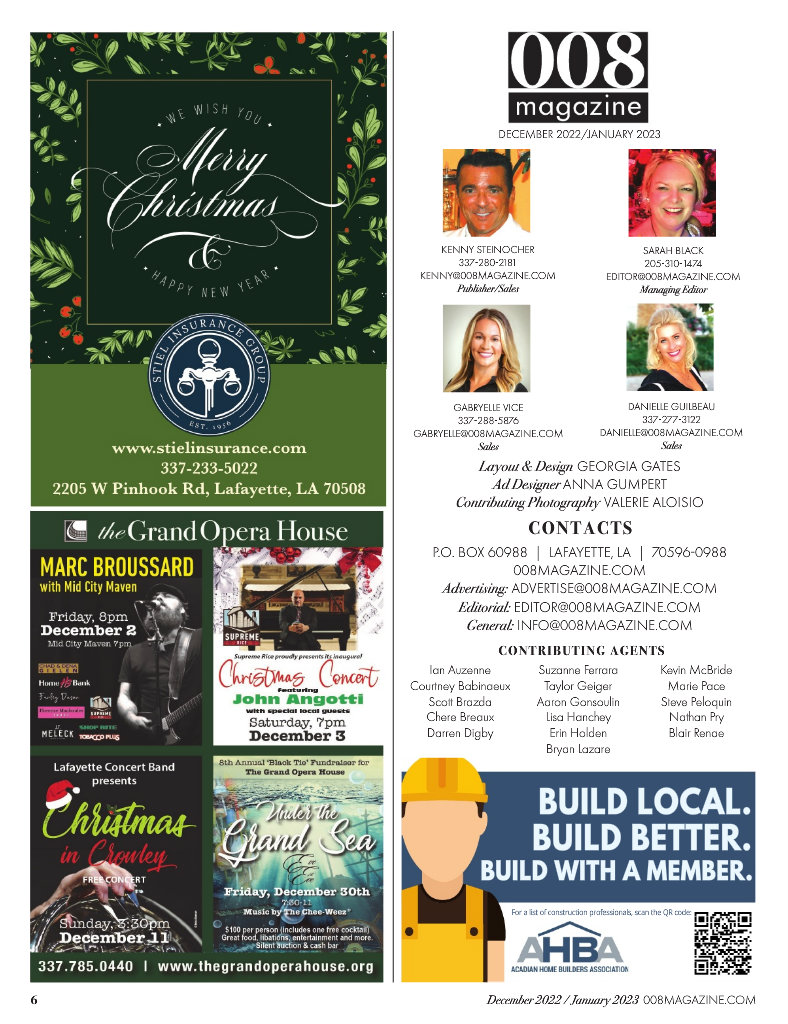 WE WISH YOU
Merry
Christmas
&
HAPPY NEW YEAR
STIEL INSURANCE GROUP
EST. 1956
www.stielinsurance.com
337-233-5022
2205 W Pinhook Rd, Lafayette, LA 70508
the Grand Opera House
MARC BROUSSARD
with Mid City Maven
Friday, 8pm
December 2
Mid City Maven 7pm
Home Bank
MELECK
SHOP RITE
TOBACCO PLUS
SUPREME
RICE
SUPREME
RICE
Supreme Rice proudly presents its inaugural
Christmas Concert
featuring
John Angotti
with special local guests
Saturday, 7pm
December 3
Lafayette Concert Band
presents
Christmas
in Crowley
FREE CONCERT
Sunday, 3:30pm
December 11
8th Annual 'Black Tie' Fundraiser for
The Grand Opera House
Under the
Grand Sea
Friday, December 30th
7:30-11
Music by The Chee-Weez
$100 per person (includes one free cocktail)
Great food, libations, entertainment and more.
Silent auction & cash bar
337.785.0440 | www.thegrandoperahouse.org
008
magazine
DECEMBER 2022/JANUARY 2023
KENNY STEINOCHER
337-280-2181
KENNY@008MAGAZINE.COM
Publisher/Sales
SARAH BLACK
205-310-1474
EDITOR@008MAGAZINE.COM
Managing Editor
GABRYELLE VICE
337-288-5876
GABRYELLE@008MAGAZINE.COM
Sales
DANIELLE GUILBEAU
337-277-3122
DANIELLE@008MAGAZINE.COM
Sales
Layout & Design GEORGIA GATES
Ad Designer ANNA GUMPERT
Contributing Photography VALERIE ALOISIO
CONTACTS
P.O. BOX 60988 | LAFAYETTE, LA | 70596-0988
008MAGAZINE.COM
Advertising: ADVERTISE@008MAGAZINE.COM
Editorial: EDITOR@008MAGAZINE.COM
General: INFO@008MAGAZINE.COM
CONTRIBUTING AGENTS
Ian Auzenne
Courtney Babinaeux
Scott Brazda
Chere Breaux
Darren Digby
Suzanne Ferrara
Taylor Geiger
Aaron Gonsoulin
Lisa Hanchey
Erin Holden
Bryan Lazare
Kevin McBride
Marie Pace
Steve Peloquin
Nathan Pry
Blair Renae
BUILD LOCAL.
BUILD BETTER.
BUILD WITH A MEMBER.
For a list of construction professionals, scan the QR code:
AHBA
ACADIAN HOME BUILDERS ASSOCIATION
6
December 2022 / January 2023 008MAGAZINE.COM